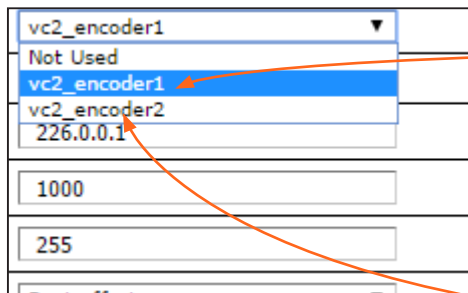 vc2_encoder1
Not Used
vc2_encoder1
vc2_encoder2
226.0.0.1
1000
255